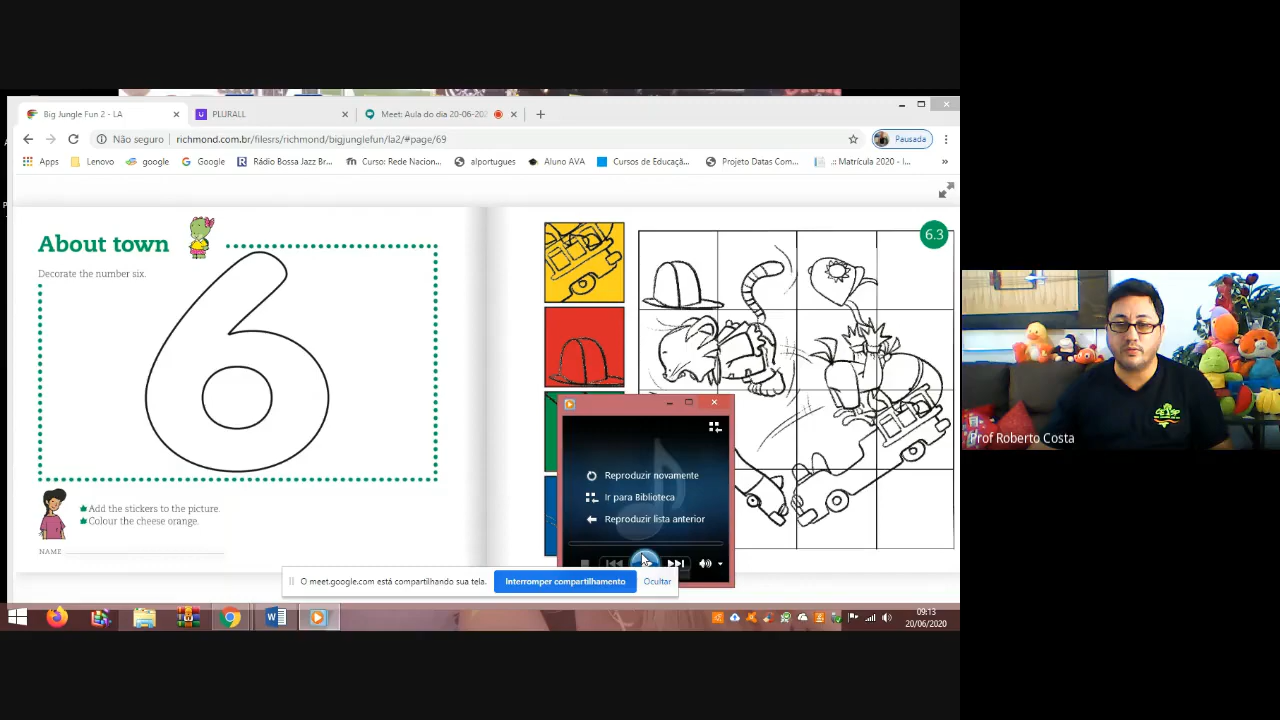 Big Jungle Fun 2 - LA
PLURALL
Meet: Aula do dia 20-06-202
Não seguro
richmond.com.br/filesrs/richmond/bigjunglefun/la2/#page/69
Pausada
Apps
Lenovo
google
Google
Rádio Bossa Jazz Br...
Curso: Rede Nacion...
alportugues
Aluno AVA
Cursos de Educaçã...
Projeto Datas Com...
.:: Matrícula 2020 - I...
»
About town
Decorate the number six.
6
Add the stickers to the picture.
Colour the cheese orange.
NAME
6.3
Reproduzir novamente
Ir para Biblioteca
Reproduzir lista anterior
O meet.google.com está compartilhando sua tela.
Interromper compartilhamento
Ocultar
09:13
20/06/2020
Prof Roberto Costa